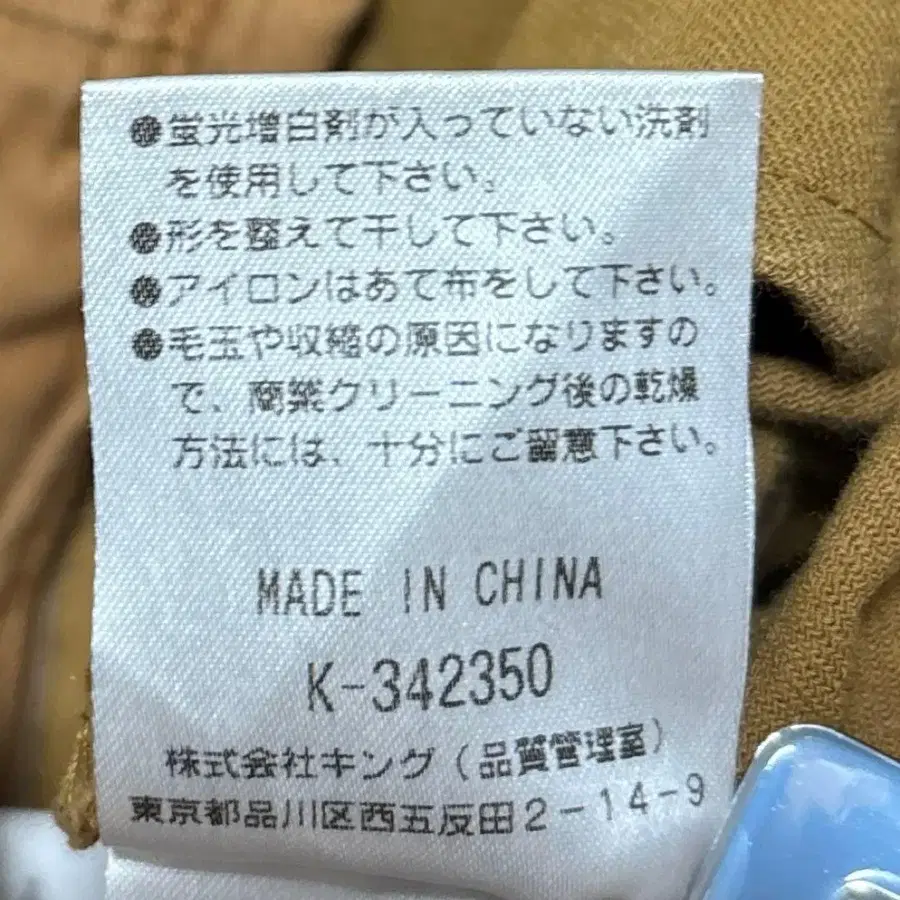 ●蛍光増白剤が入っていない洗剤
を使用して下さい。
●形を整えて干して下さい。
●アイロンはあて布をして下さい。
●毛玉や収縮の原因になりますの
で、商業クリーニング後の乾燥
方法には、十分にご留意下さい。
MADE IN CHINA
K-342350
株式会社キング(品質管理室)
東京都品川区西五反田2-14-9